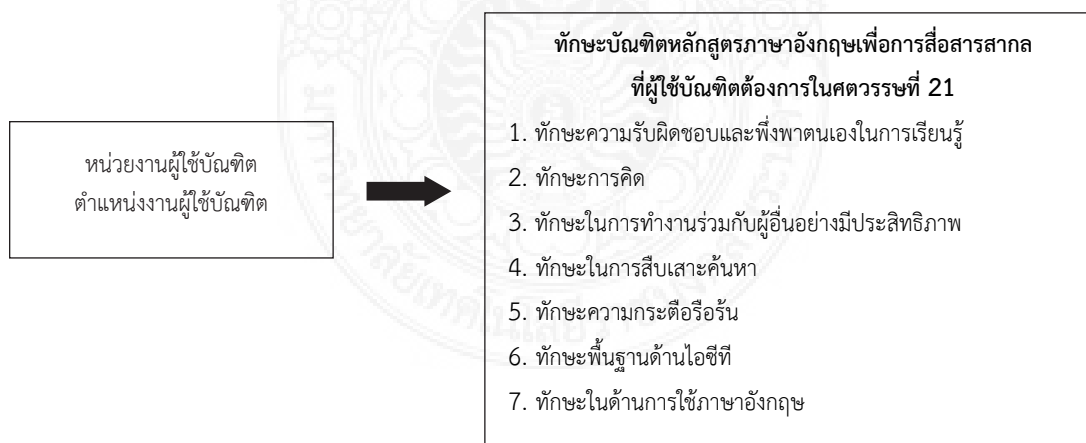 หน่วยงานผู้ใช้บัณฑิต
ตำแหน่งงานผู้ใช้บัณฑิต
ทักษะบัณฑิตหลักสูตรภาษาอังกฤษเพื่อการสื่อสารสากล
ที่ผู้ใช้บัณฑิตต้องการในศตวรรษที่ 21
1. ทักษะความรับผิดชอบและพึ่งพาตนเองในการเรียนรู้
2. ทักษะการคิด
3. ทักษะในการทำงานร่วมกับผู้อื่นอย่างมีประสิทธิภาพ
4. ทักษะในการสืบเสาะค้นหา
5. ทักษะความกระตือรือร้น
6. ทักษะพื้นฐานด้านไอซีที
7. ทักษะในด้านการใช้ภาษาอังกฤษ